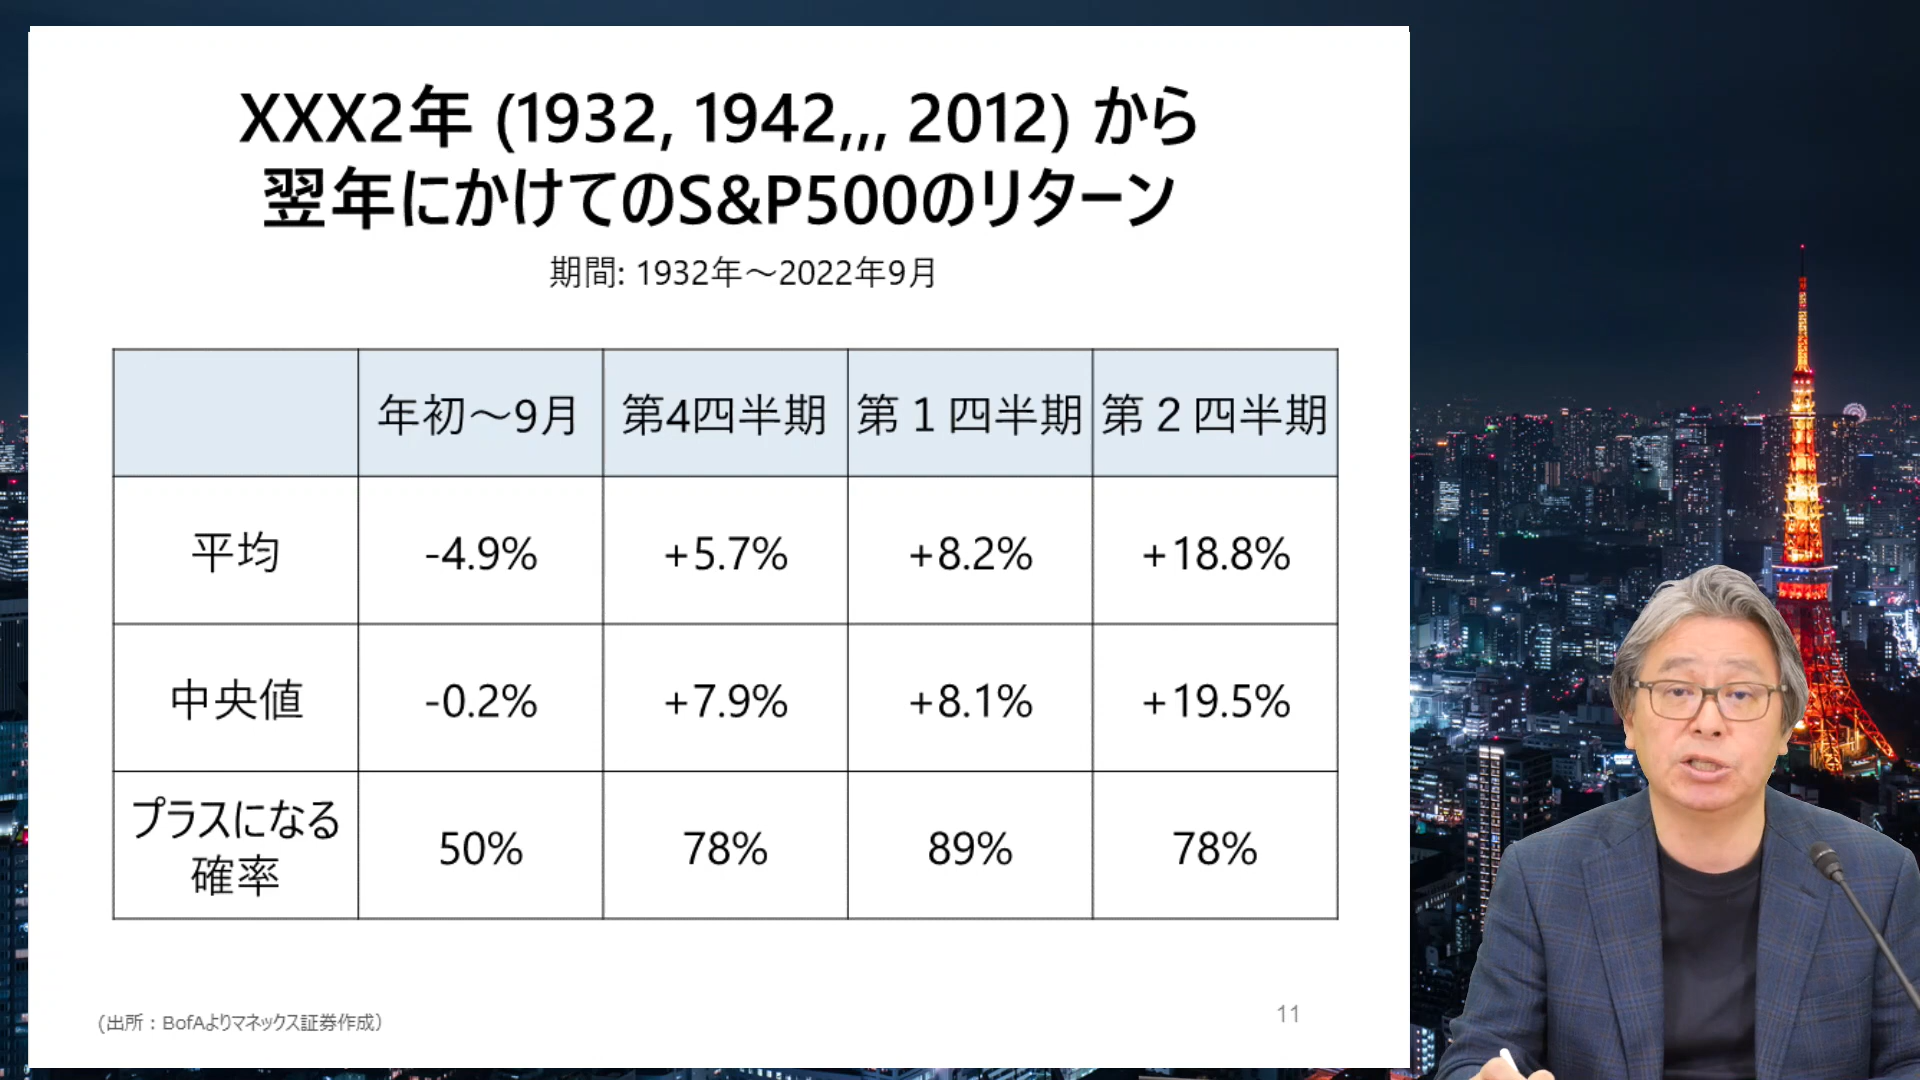 XXX2年 (1932, 1942,,, 2012) から
翌年にかけてのS&P500のリターン
期間: 1932年～2022年9月
年初～9月 第4四半期 第１四半期 第２四半期
平均 -4.9% +5.7% +8.2% +18.8%
中央値 -0.2% +7.9% +8.1% +19.5%
プラスになる
確率 50% 78% 89% 78%
(出所：BofAよりマネックス証券作成)
11